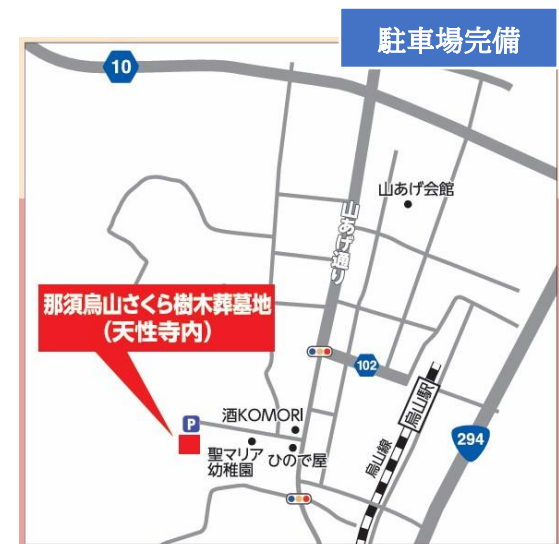 駐車場完備
10
山あげ会館
山あげ通り
那須烏山さくら樹木葬墓地
(天性寺内)
102
烏山駅
烏山線
294
P
酒KOMORI
聖マリア
幼稚園
ひので屋